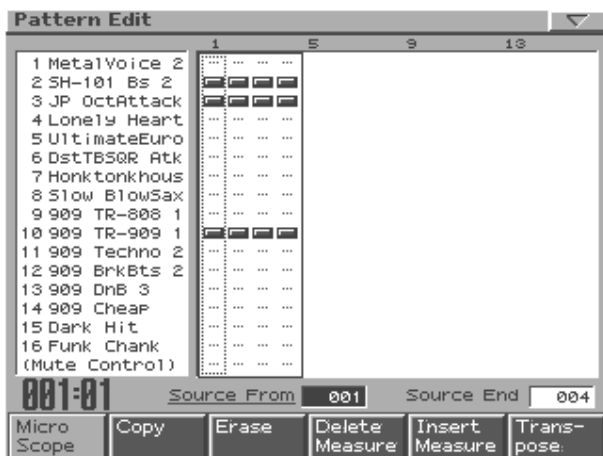 Pattern Edit
1 5 9 13
1 MetalVoice 2
2 SH-101 Bs 2
3 JP OctAttack
4 Lonely Heart
5 UltimateEuro
6 DstTBSQR Atk
7 Honktonkhous
8 Slow BlowSax
9 909 TR-808 1
10 909 TR-909 1
11 909 Techno 2
12 909 BrkBts 2
13 909 DnB 3
14 909 Cheap
15 Dark Hit
16 Funk Chank
(Mute Control)
001:01 Source From 001 Source End 004
Micro Scope Copy Erase Delete Measure Insert Measure Trans-pose: